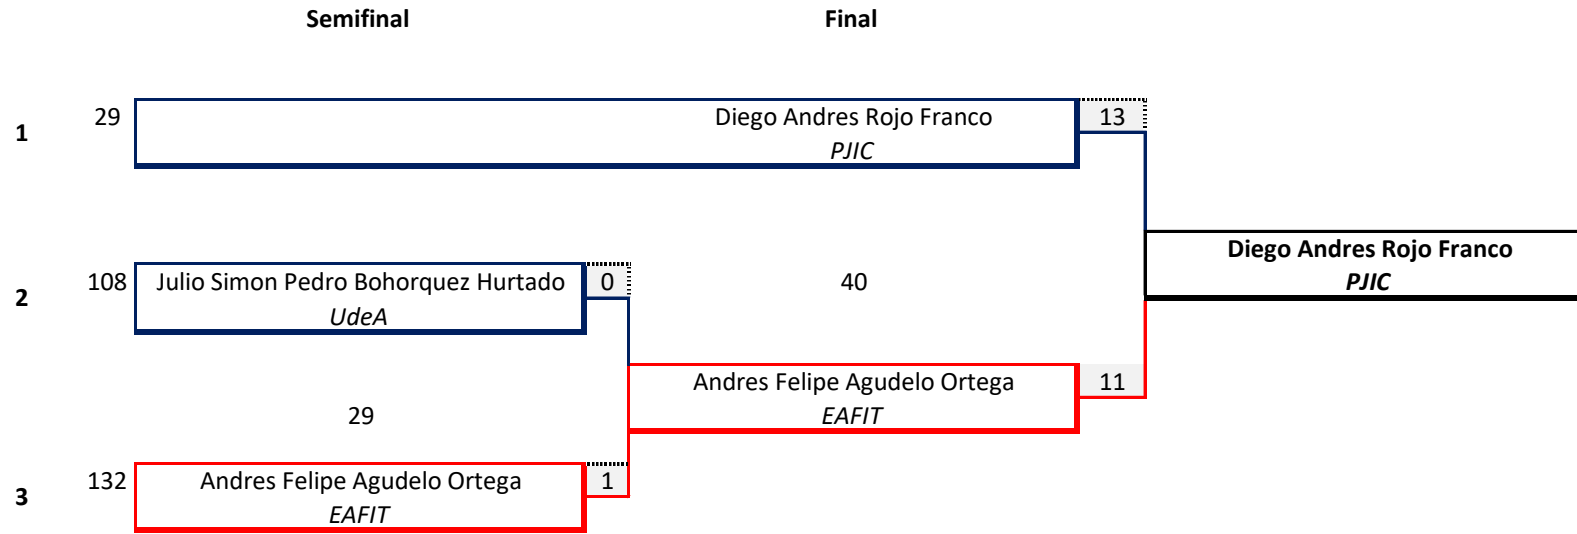 Semifinal Final
1 29 Diego Andres Rojo Franco 13
PJIC
Diego Andres Rojo Franco
PJIC
2 108 Julio Simon Pedro Bohorquez Hurtado 0 40
UdeA
Andres Felipe Agudelo Ortega 11
EAFIT
29
3 132 Andres Felipe Agudelo Ortega 1
EAFIT